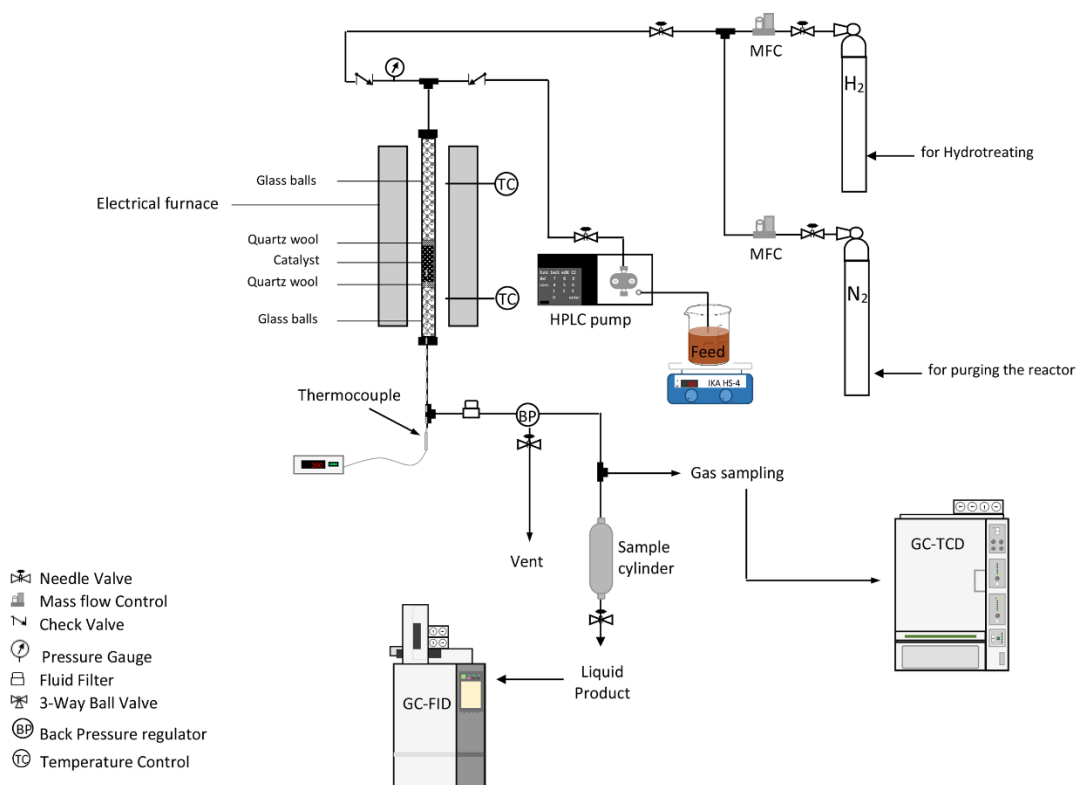 MFC
H₂
for Hydrotreating
Glass balls
TC
Electrical furnace
Quartz wool
Catalyst
Quartz wool
TC
Glass balls
MFC
N₂
HPLC pump
Feed
IKA HS-4
for purging the reactor
Thermocouple
BP
Gas sampling
Vent
Sample
cylinder
GC-TCD
Liquid
Product
GC-FID
Needle Valve
Mass flow Control
Check Valve
Pressure Gauge
Fluid Filter
3-Way Ball Valve
BP Back Pressure regulator
TC Temperature Control